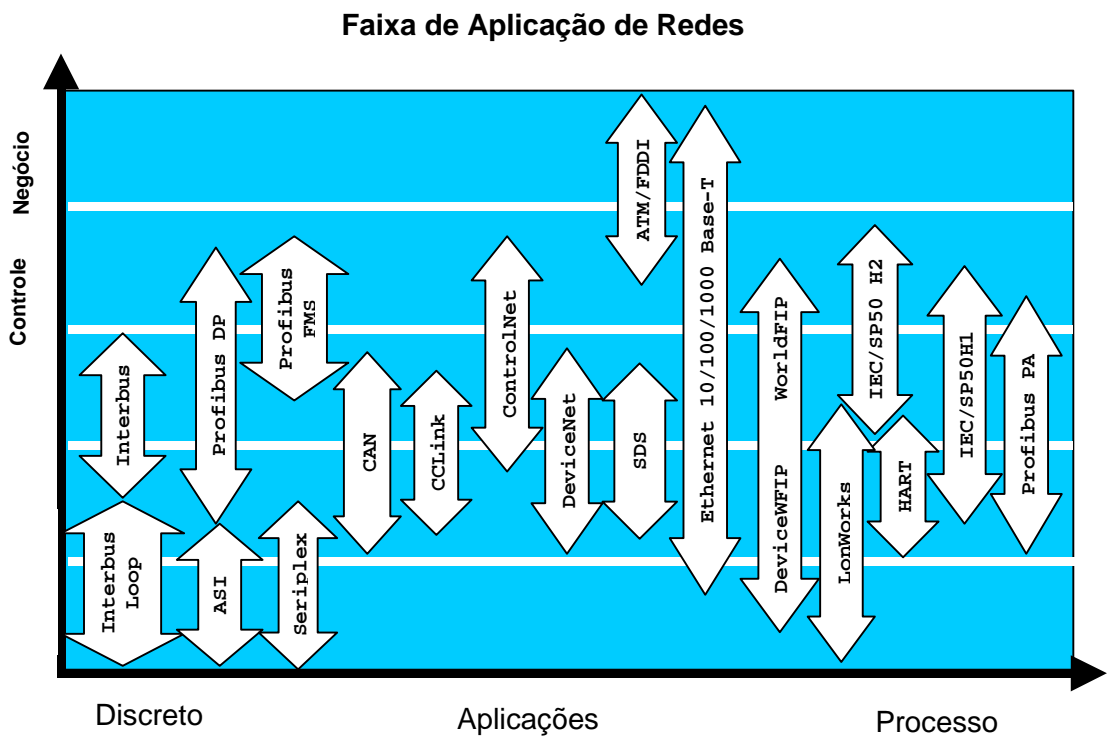 Faixa de Aplicação de Redes
Negócio
Controle
Interbus
Interbus
Loop
Profibus DP
ASI
Profibus
FMS
Seriplex
CAN
CCLink
ControlNet
DeviceNet
SDS
ATM/FDDI
Ethernet 10/100/1000 Base-T
DeviceWFIP WorldFIP
LonWorks
IEC/SP50 H2
HART
IEC/SP50H1
Profibus PA
Discreto
Aplicações
Processo